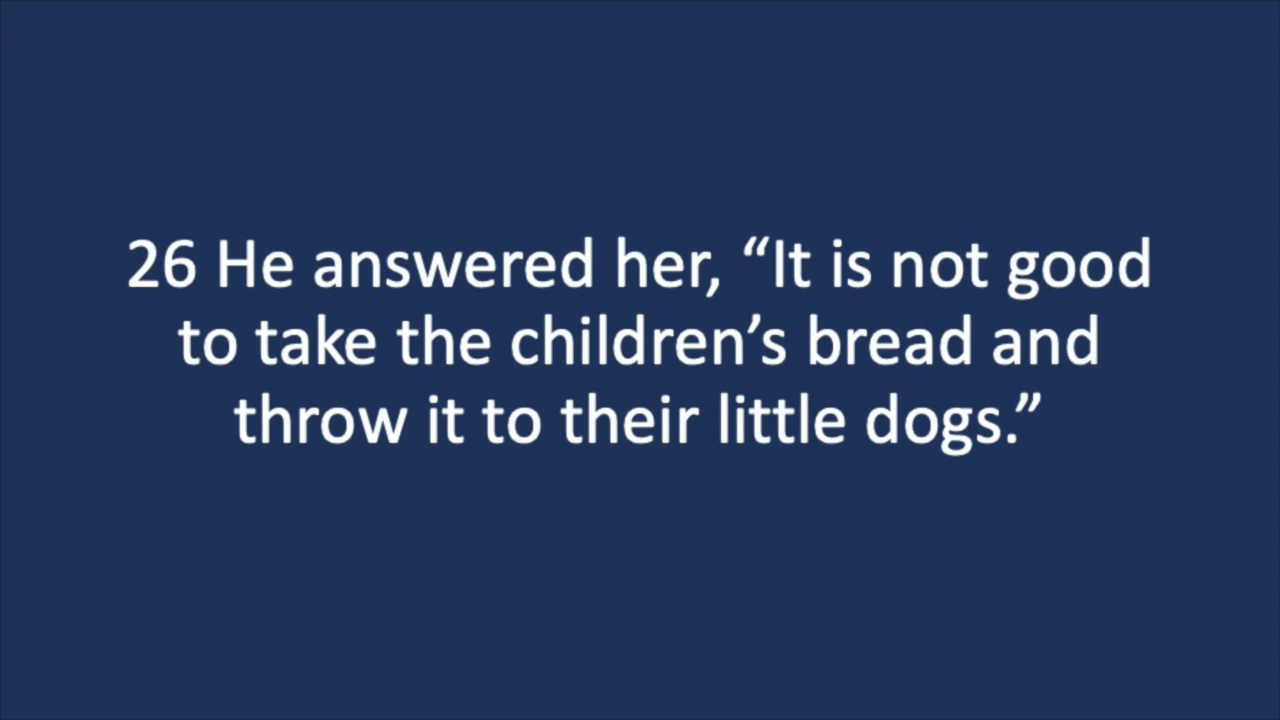 26 He answered her, “It is not good
to take the children’s bread and
throw it to their little dogs.”